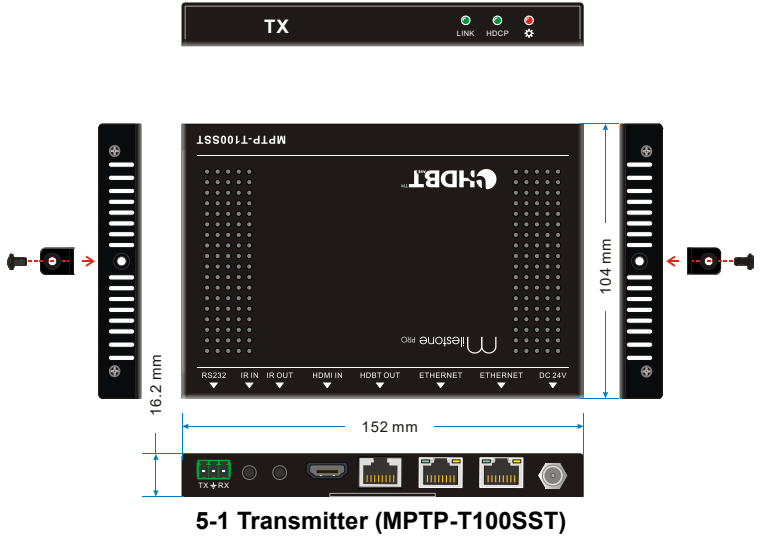 TX
LINK HDCP
MPTP-T100SST
HDBT™
104 mm
Milestone PRO
RS232 IR IN IR OUT HDMI IN HDBT OUT ETHERNET ETHERNET DC 24V
16.2 mm
152 mm
TX RX
5-1 Transmitter (MPTP-T100SST)